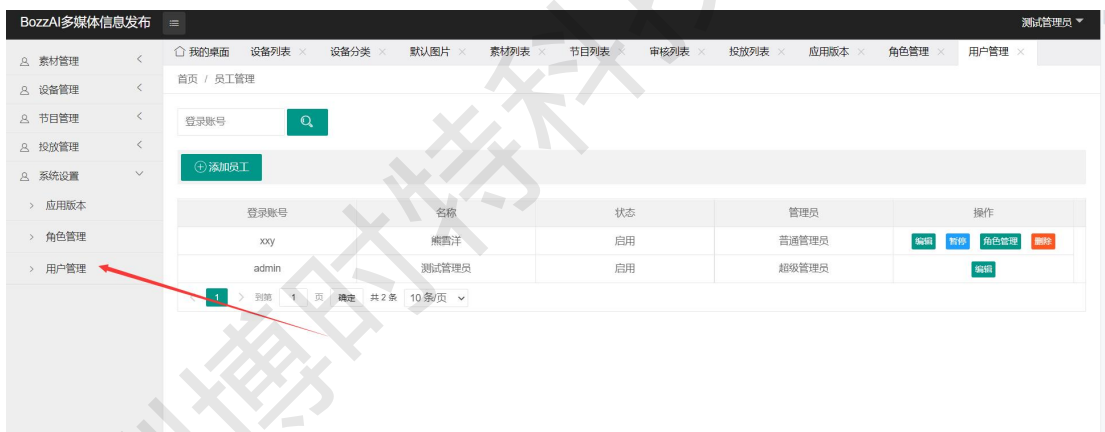 BozzAI多媒体信息发布 测试管理员
我的桌面 设备列表 × 设备分类 × 默认图片 × 素材列表 × 节目列表 × 审核列表 × 投放列表 × 应用版本 × 角色管理 × 用户管理 ×
首页 / 员工管理
素材管理
设备管理
节目管理
投放管理
系统设置
应用版本
角色管理
用户管理
登录账号
添加员工
登录账号 名称 状态 管理员 操作
xxy 熊雪洋 启用 普通管理员 编辑 暂停 角色管理 删除
admin 测试管理员 启用 超级管理员 编辑
1 到第 1 页 确定 共 2 条 10 条/页
博时特科技